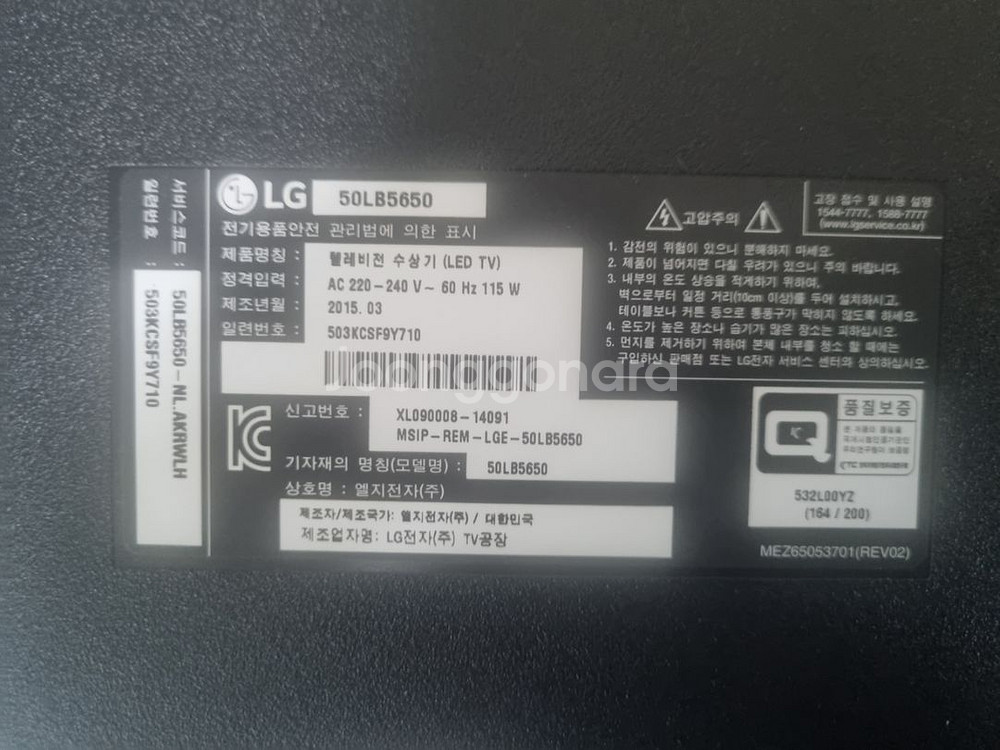 서비스코드 : 50LB5650-NL.AKRWLH
일련번호 : 503KCSF9Y710
LG 50LB5650
전기용품안전 관리법에 의한 표시
제품명칭 : 텔레비전 수상기 (LED TV)
정격입력 : AC 220-240 V~ 60 Hz 115 W
제조년월 : 2015. 03
일련번호 : 503KCSF9Y710
신고번호 : XL090008-14091
MSIP-REM-LGE-50LB5650
기자재의 명칭(모델명) : 50LB5650
상호명 : 엘지전자(주)
제조자/제조국가: 엘지전자(주) / 대한민국
제조업자명: LG전자(주) TV공장
고압주의
고장 접수 및 사용 설명
1544-7777, 1588-7777
(www.lgservice.co.kr)
1. 감전의 위험이 있으니 분해하지 마세요.
2. 제품이 넘어지면 다칠 우려가 있으니 주의 바랍니다.
3. 내부의 온도 상승을 적게하기 위하여,
벽으로부터 일정 거리(10cm 이상)를 두어 설치하시고,
테이블보나 커튼 등으로 통풍구가 막히지 않도록 하세요.
4. 온도가 높은 장소나 습기가 많은 장소는 피하십시오.
5. 먼지를 제거하기 위하여 본체 내부를 청소 할 때에는
구입하신 판매점 또는 LG전자 서비스 센터와 상의하십시오.
Q
품질보증
532L00YZ
(164 / 200)
MEZ65053701(REV02)
Joonggonara